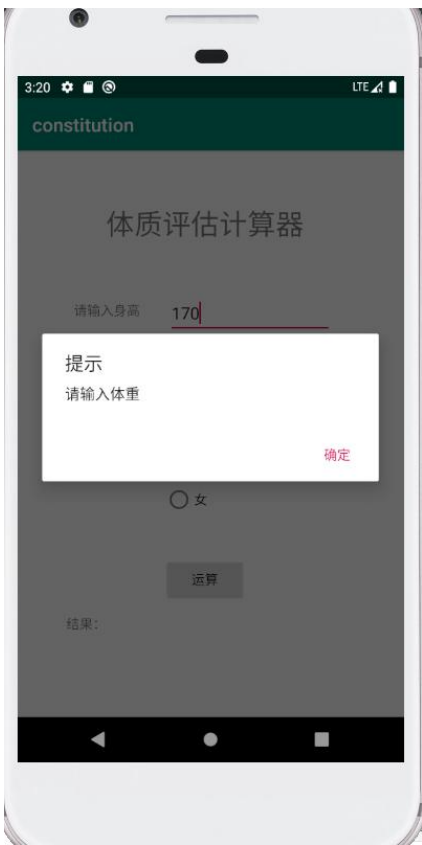 3:20 LTE
constitution
体质评估计算器
请输入身高 170
提示
请输入体重
确定
女
运算
结果: